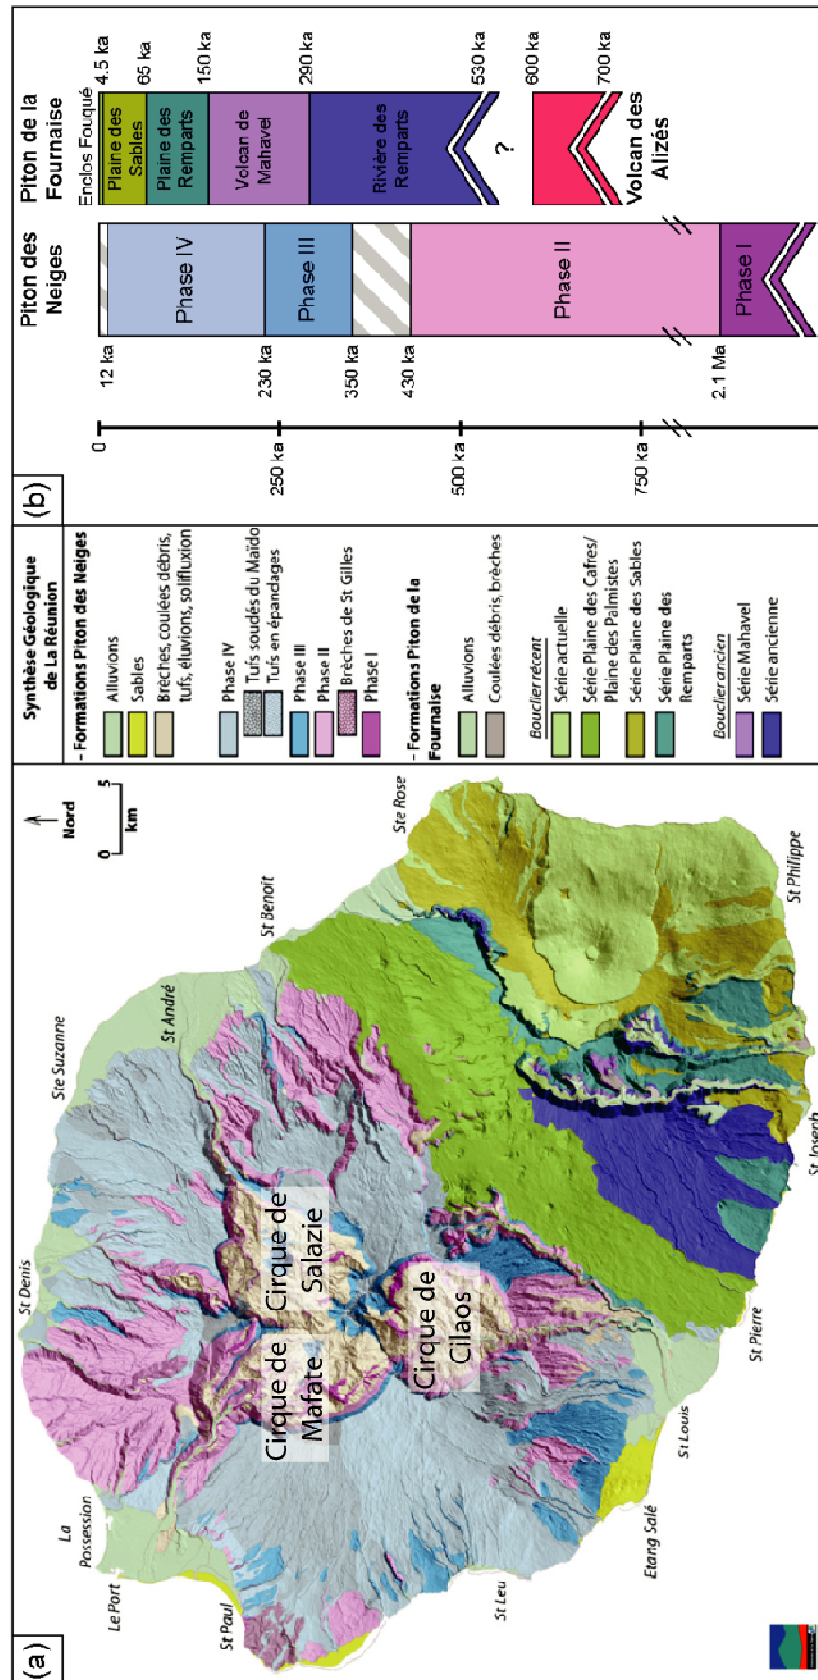 (a)
Nord
0 5
km
Ste Rose
St Benoit
St André
Ste Suzanne
St Denis
La
Possession
Le Port
St Paul
St Leu
Etang Salé
St Louis
St Pierre
St Joseph
St Philippe
Cirque de
Mafate
Cirque de
Salazie
Cirque de
Cilaos
Synthèse Géologique
de La Réunion
- Formations Piton des Neiges
Alluvions
Sables
Brèches, coulées débris,
tufs, éluvions, solifluxion
Phase IV
Tufs soudés du Maïdo
Tufs en épandages
Phase III
Phase II
Brèches de St Gilles
Phase I
- Formations Piton de la
Fournaise
Alluvions
Coulées débris, brèches
Bouclier récent
Série actuelle
Série Plaine des Cafres/
Plaine des Palmistes
Série Plaine des Sables
Série Plaine des
Remparts
Bouclier ancien
Série Mahavel
Série ancienne
(b)
0
250 ka
500 ka
750 ka
Piton des
Neiges
12 ka
230 ka
350 ka
430 ka
2.1 Ma
Phase IV
Phase III
Phase II
Phase I
Piton de la
Fournaise
Enclos Fouqué
Plaine des
Sables
Plaine des
Remparts
Volcan de
Mahavel
Rivière des
Remparts
?
Volcan des
Alizés
4.5 ka
65 ka
150 ka
290 ka
530 ka
600 ka
700 ka